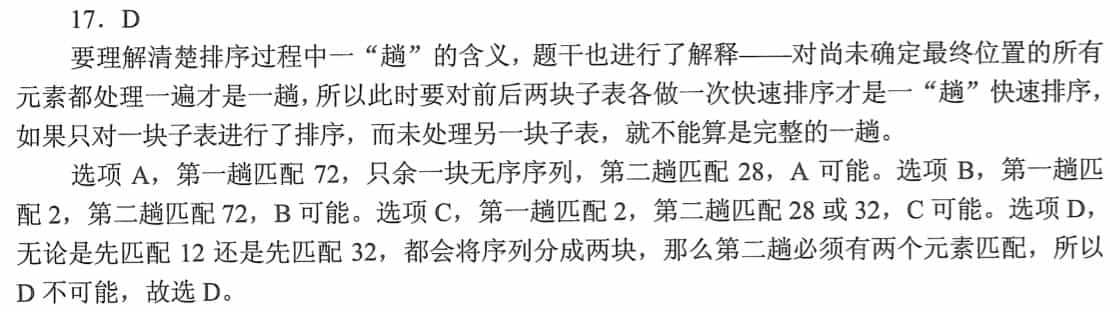 17. D
要理解清楚排序过程中一“趟”的含义，题干也进行了解释——对尚未确定最终位置的所有
元素都处理一遍才是一趟，所以此时要对前后两块子表各做一次快速排序才是一“趟”快速排序，
如果只对一块子表进行了排序，而未处理另一块子表，就不能算是完整的一趟。
选项 A，第一趟匹配 72，只余一块无序序列，第二趟匹配 28，A 可能。选项 B，第一趟匹
配 2，第二趟匹配 72，B 可能。选项 C，第一趟匹配 2，第二趟匹配 28 或 32，C 可能。选项 D，
无论是先匹配 12 还是先匹配 32，都会将序列分成两块，那么第二趟必须有两个元素匹配，所以
D 不可能，故选 D。